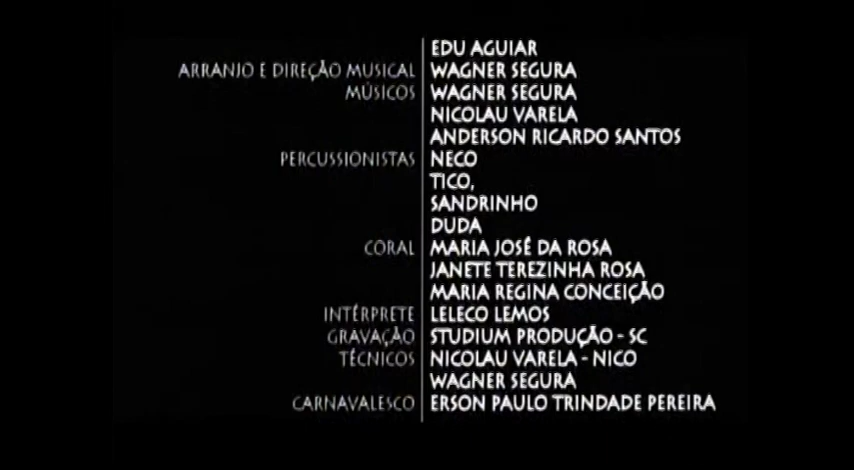 EDU AGUIAR
ARRANJO E DIREÇÃO MUSICAL WAGNER SEGURA
MÚSICOS WAGNER SEGURA
NICOLAU VARELA
ANDERSON RICARDO SANTOS
PERCUSSIONISTAS NECO
TICO,
SANDRINHO
DUDA
CORAL MARIA JOSÉ DA ROSA
JANETE TEREZINHA ROSA
MARIA REGINA CONCEIÇÃO
INTÉRPRETE LELECO LEMOS
GRAVAÇÃO STUDIUM PRODUÇÃO - SC
TÉCNICOS NICOLAU VARELA - NICO
WAGNER SEGURA
CARNAVALESCO ERSON PAULO TRINDADE PEREIRA